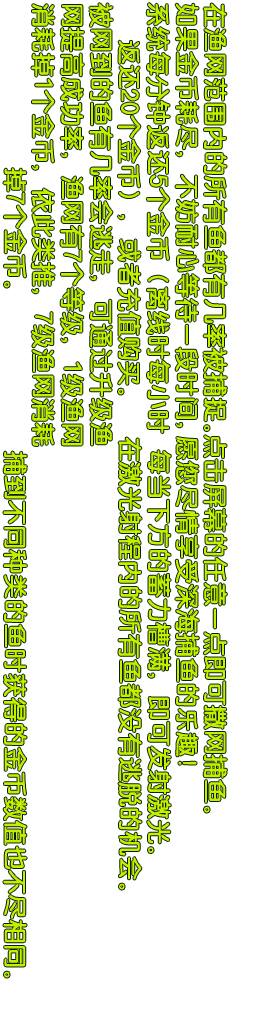 在渔网范围内的所有鱼都有几率被捕捉。
如果金币耗尽，不妨耐心等待一段时间，
系统每分钟返还5个金币（离线时每小时
返还20个金币），或者充值购买。
被网到的鱼有几率会逃走，可通过升级渔
网提高成功率，渔网有7个等级，1级渔网
消耗掉1个金币，依此类推，7级渔网消耗
掉7个金币。
点击屏幕的任意一点即可撒网捕鱼。
愿您尽情享受深海捕鱼的乐趣！
每当下方的蓄力槽满，即可发射激光。
在激光射程内的所有鱼都没有逃脱的机会。
捕到不同种类的鱼时获得的金币数值也不尽相同。